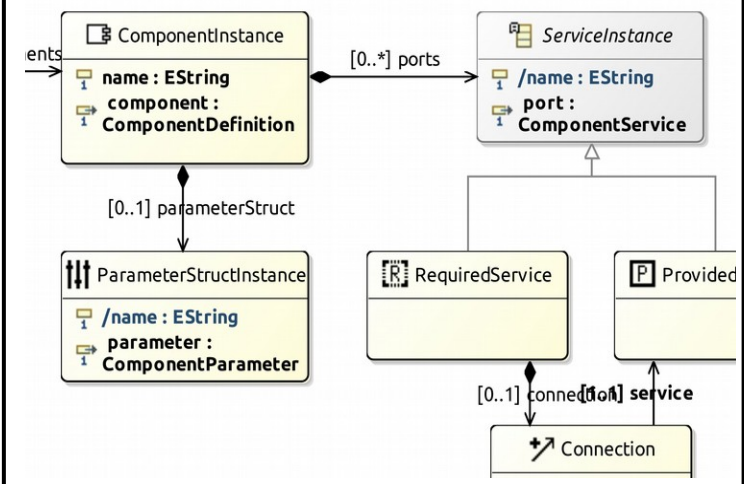 ents
ComponentInstance
name : EString
component :
ComponentDefinition
[0..*] ports
ServiceInstance
/name : EString
port :
ComponentService
[0..1] parameterStruct
ParameterStructInstance
/name : EString
parameter :
ComponentParameter
R RequiredService
P Provided
[0..1] connection
[1..1] service
Connection